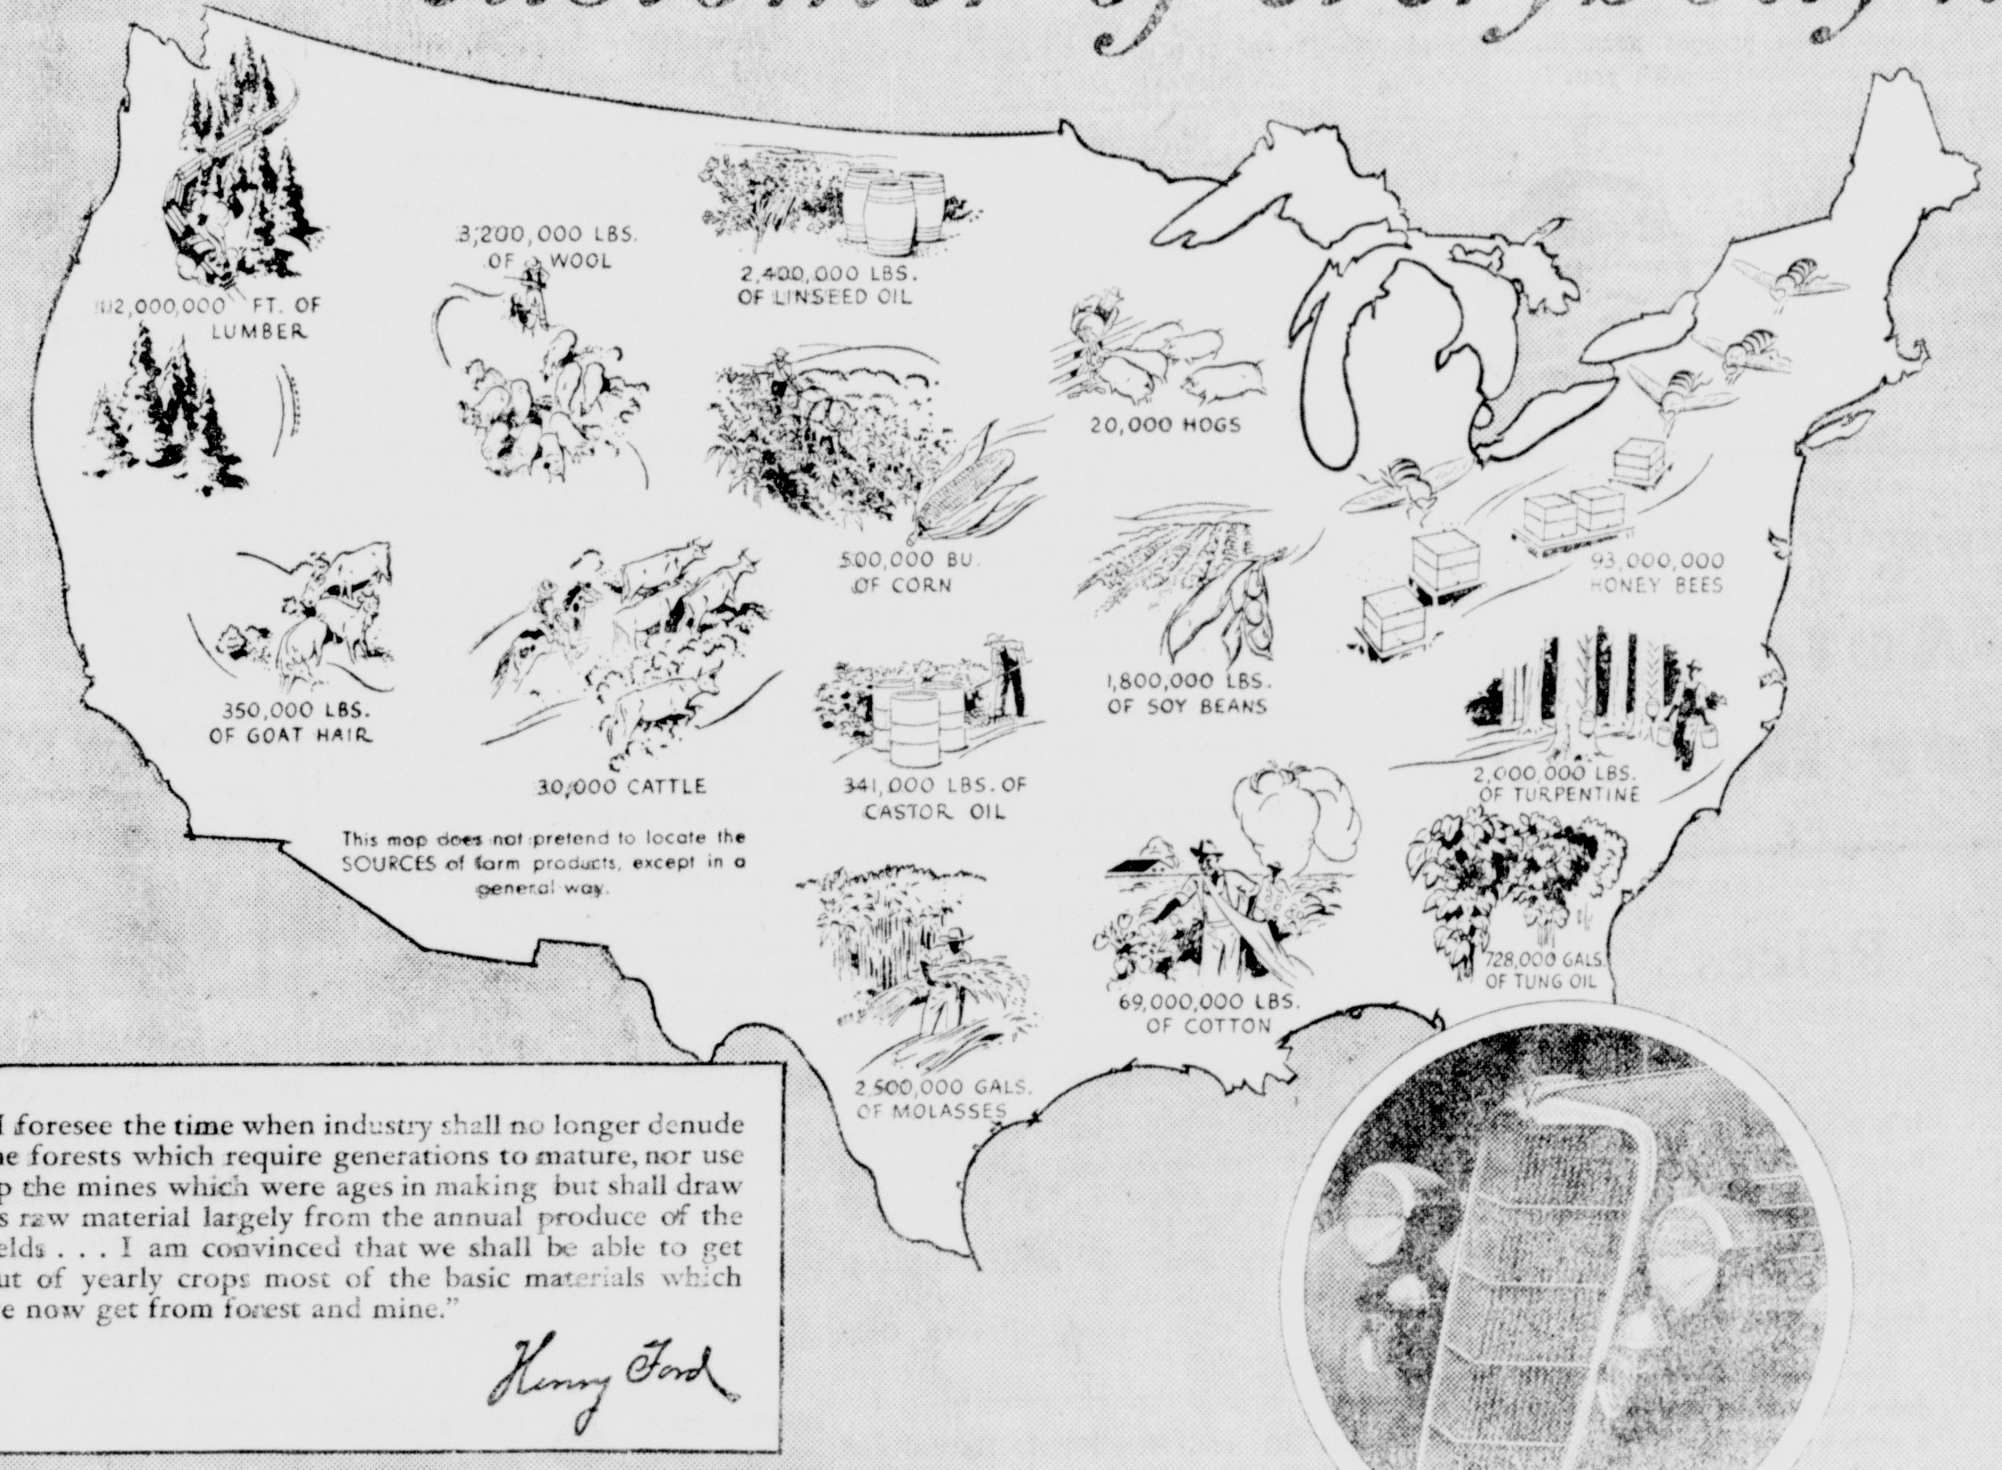 3,200,000 LBS.
OF WOOL
2,400,000 LBS.
OF LINSEED OIL
FT. OF
LUMBER
20,000 HOGS
500,000 BU.
OF CORN
93,000,000
HONEY BEES
350,000 LBS.
OF GOAT HAIR
30,000 CATTLE
341,000 LBS. OF
CASTOR OIL
1,800,000 LBS.
OF SOY BEANS
2,000,000 LBS.
OF TURPENTINE
This map does not pretend to locate the
SOURCES of farm products, except in a
general way.
728,000 GALS.
OF TUNG OIL
69,000,000 LBS.
OF COTTON
2,500,000 GALS.
OF MOLASSES
I foresee the time when industry shall no longer denude
forests which require generations to mature, nor use
the mines which were ages in making but shall draw
raw material largely from the annual produce of the
. . . I am convinced that we shall be able to get
of yearly crops most of the basic materials which
now get from forest and mine.”
Henry Ford